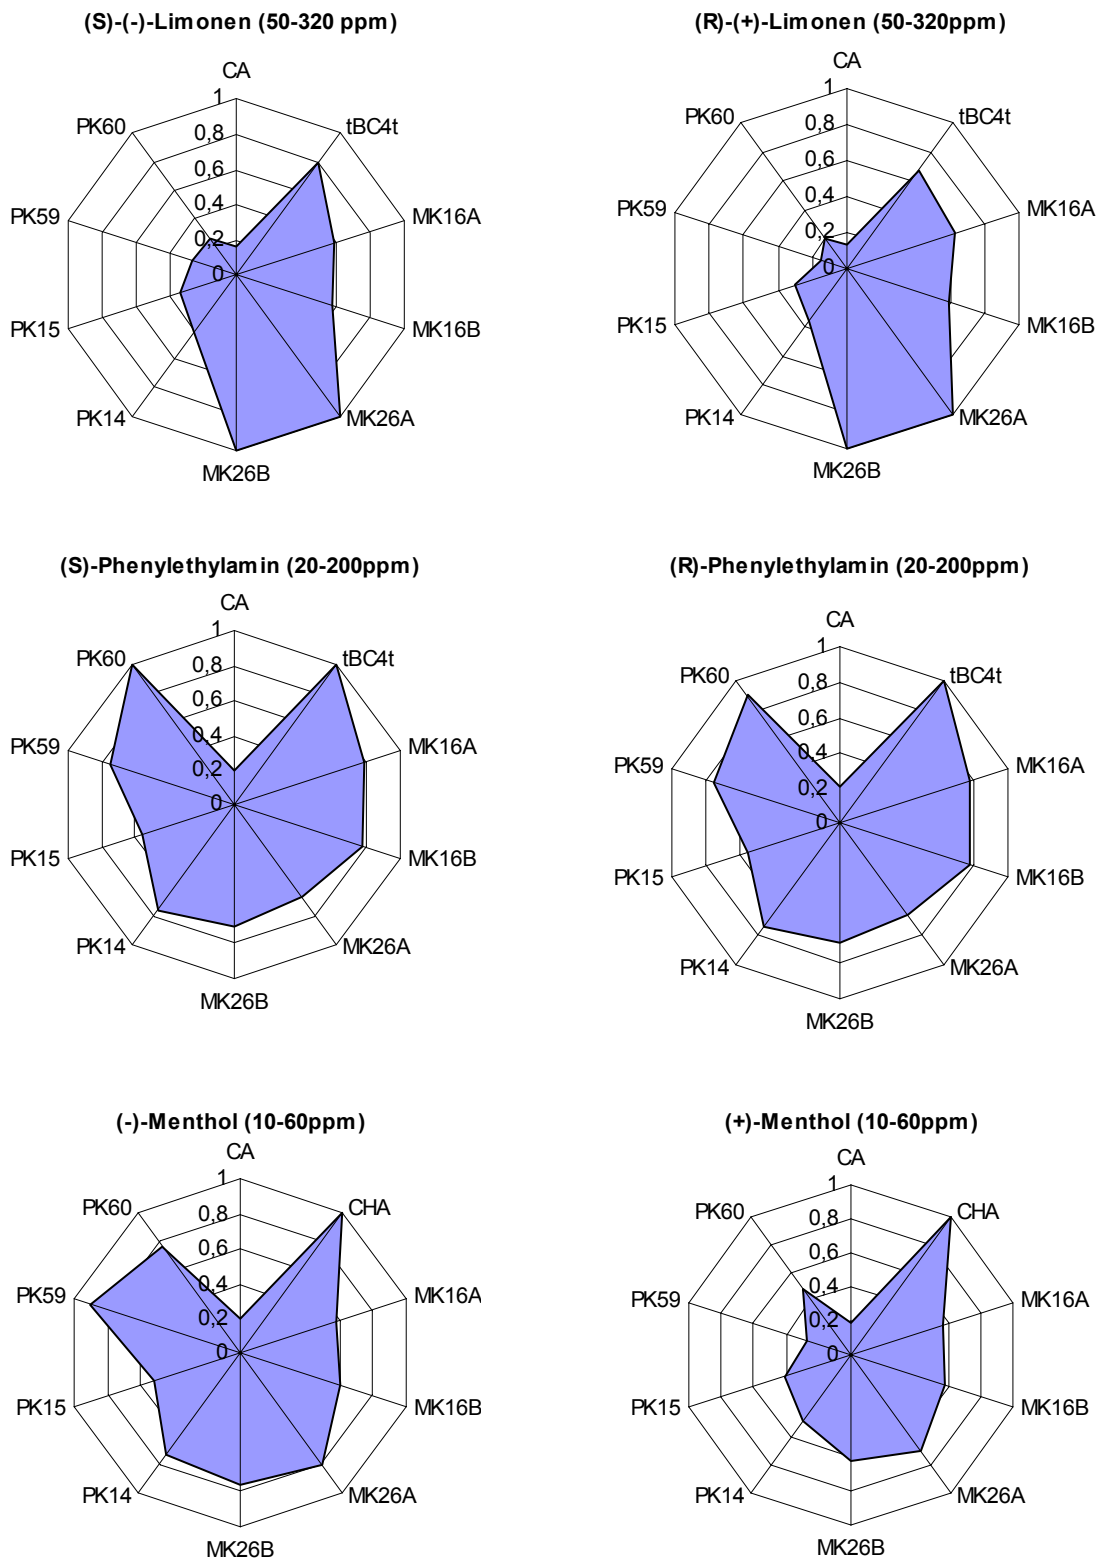 (S)-(-)-Limonen (50-320 ppm)
CA
1
tBC4t
PK60
0,8
0,6
0,4
MK16A
PK59
0,2
0
PK15
MK16B
PK14
MK26A
MK26B
(R)-(+)-Limonen (50-320ppm)
CA
1
tBC4t
PK60
0,8
0,6
0,4
MK16A
PK59
0,2
0
PK15
MK16B
PK14
MK26A
MK26B
(S)-Phenylethylamin (20-200ppm)
CA
1
tBC4t
PK60
0,8
0,6
0,4
MK16A
PK59
0,2
0
PK15
MK16B
PK14
MK26A
MK26B
(R)-Phenylethylamin (20-200ppm)
CA
1
tBC4t
PK60
0,8
0,6
0,4
MK16A
PK59
0,2
0
PK15
MK16B
PK14
MK26A
MK26B
(-)-Menthol (10-60ppm)
CA
1
CHA
PK60
0,8
0,6
0,4
MK16A
PK59
0,2
0
PK15
MK16B
PK14
MK26A
MK26B
(+)-Menthol (10-60ppm)
CA
1
CHA
PK60
0,8
0,6
0,4
MK16A
PK59
0,2
0
PK15
MK16B
PK14
MK26A
MK26B